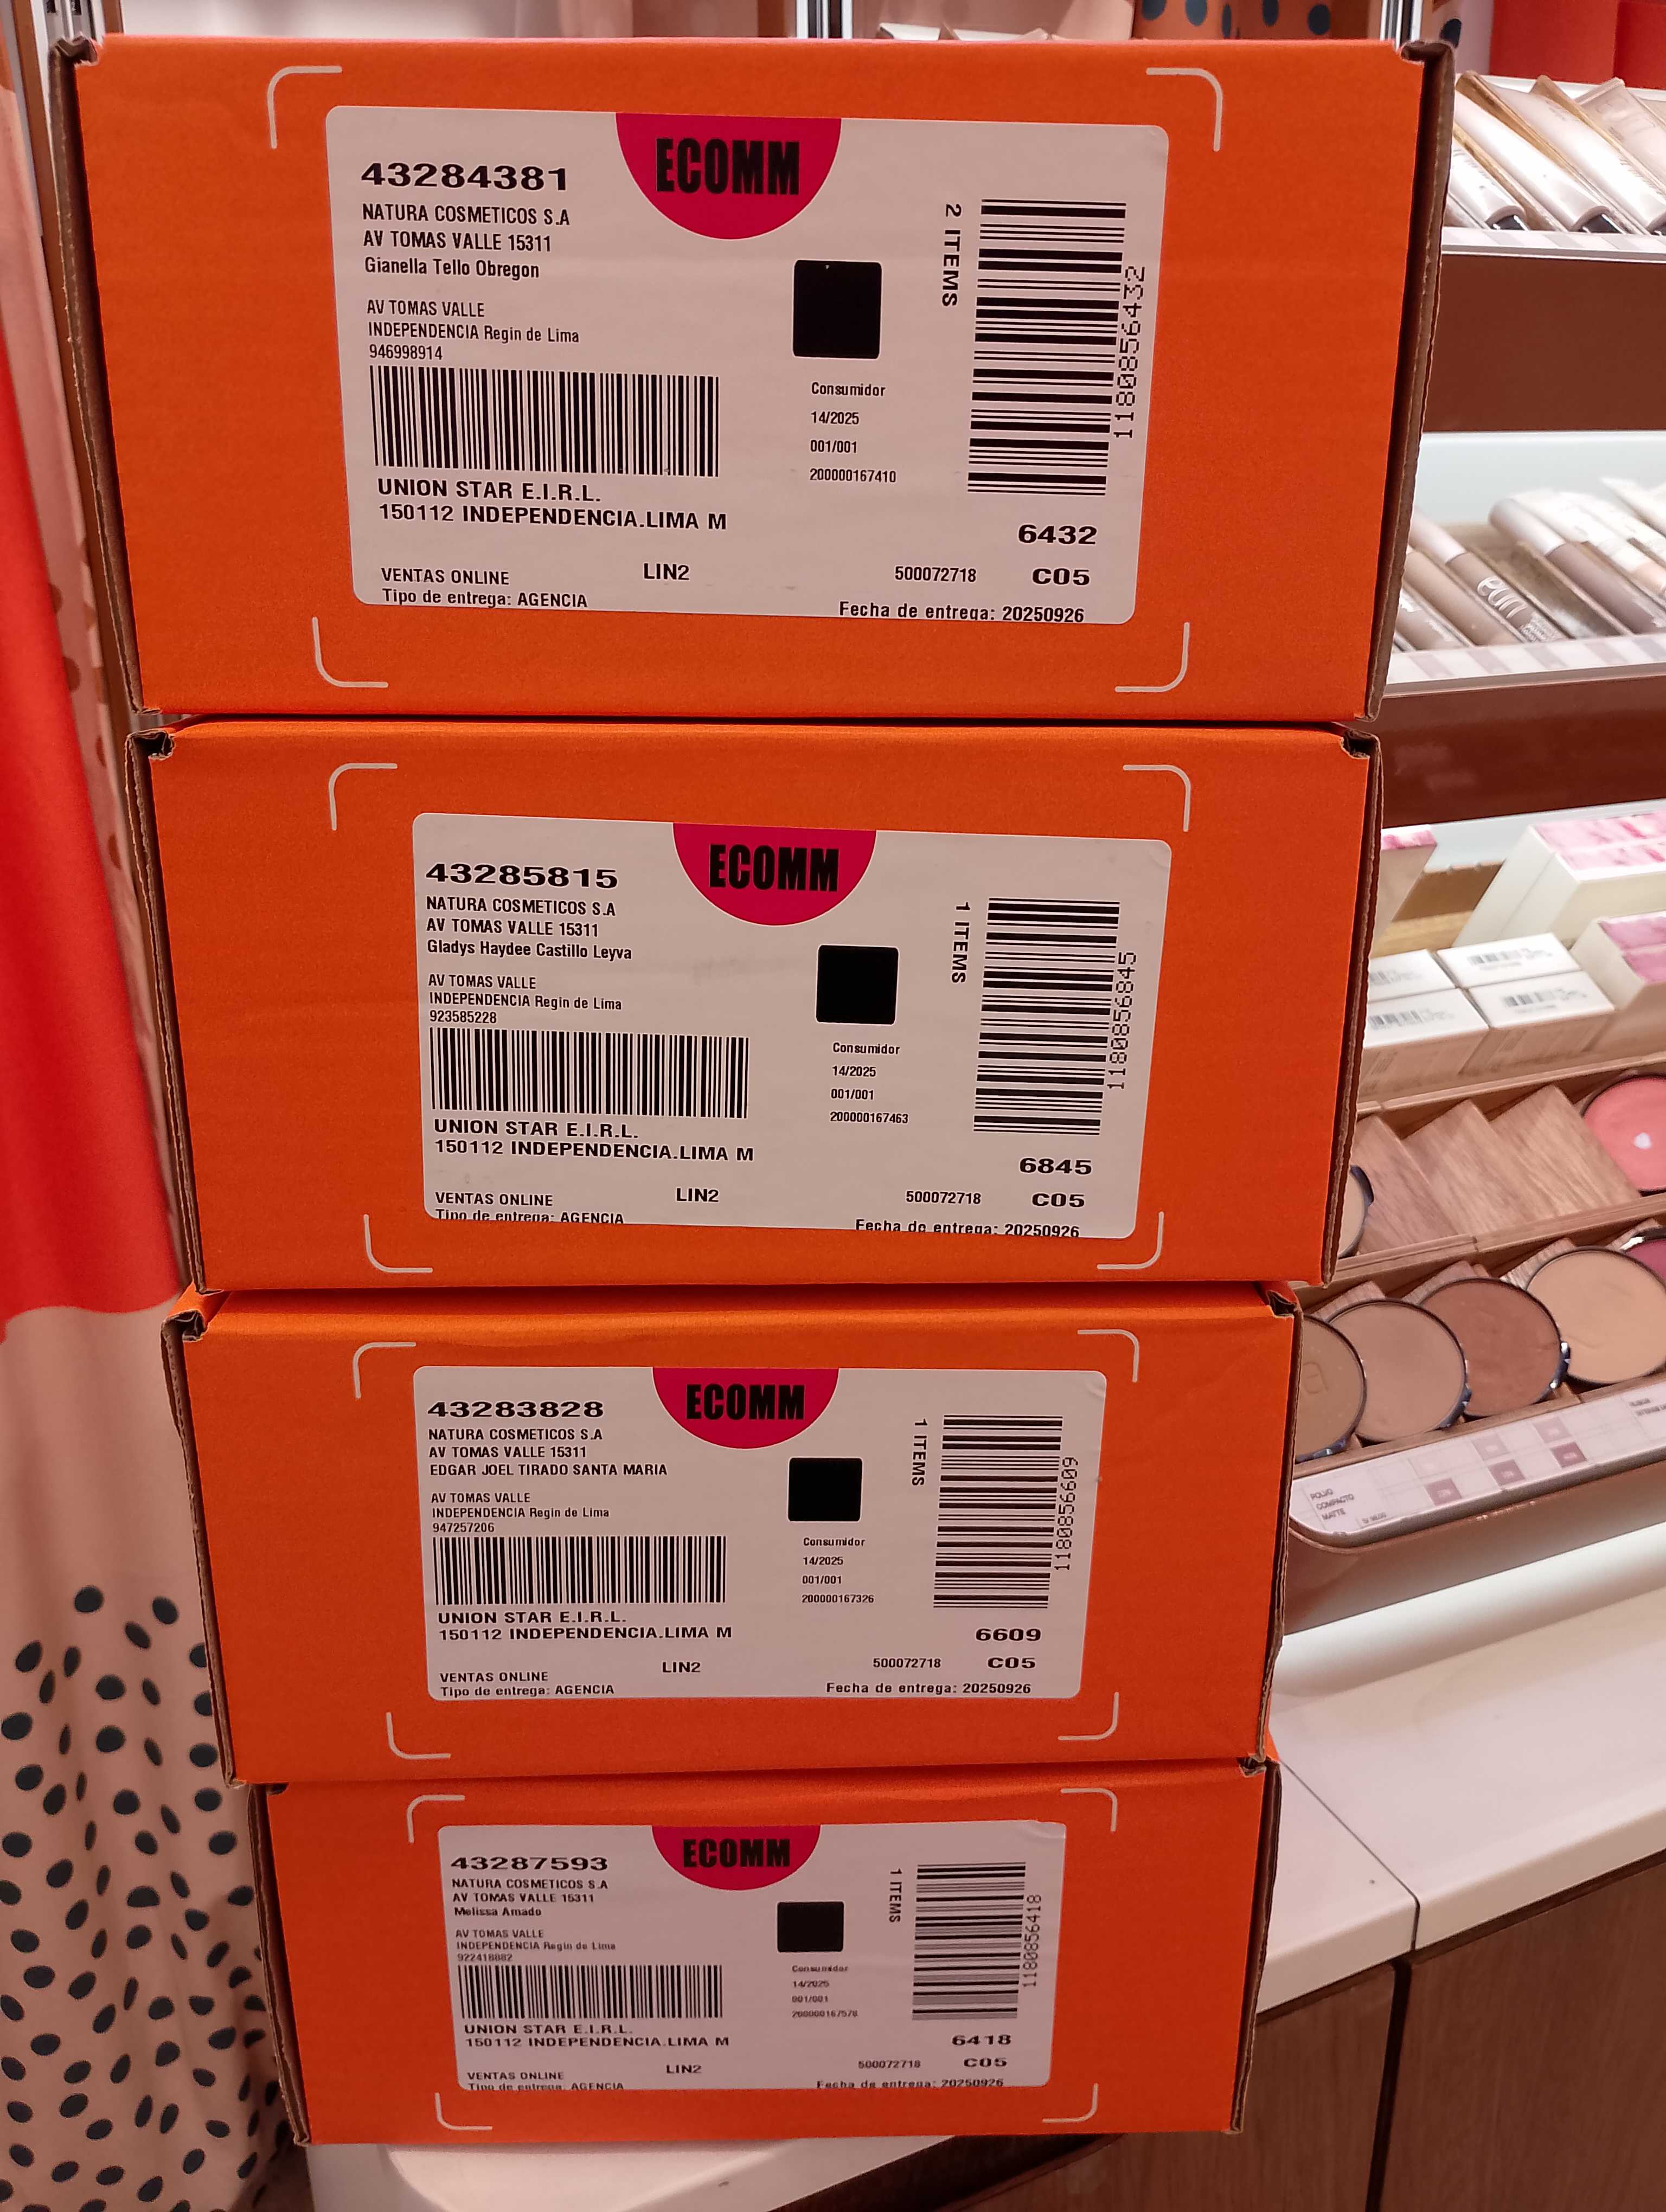 ECOMM
43284381
NATURA COSMETICOS S.A
AV TOMAS VALLE 15311
Gianella Tello Obregon
AV TOMAS VALLE
INDEPENDENCIA Regin de Lima
946998914
2 ITEMS
1180856432
Consumidor
14/2025
001/001
200000167410
UNION STAR E.I.R.L.
150112 INDEPENDENCIA.LIMA M
6432
VENTAS ONLINE
LIN2
500072718
C05
Tipo de entrega: AGENCIA
Fecha de entrega: 20250926
eun
ECOMM
43285815
NATURA COSMETICOS S.A
AV TOMAS VALLE 15311
Gladys Haydee Castillo Leyva
AV TOMAS VALLE
INDEPENDENCIA Regin de Lima
923585228
1 ITEMS
1180856845
Consumidor
14/2025
001/001
200000167463
UNION STAR E.I.R.L.
150112 INDEPENDENCIA.LIMA M
6845
VENTAS ONLINE
LIN2
500072718
C05
Tipo de entrega: AGENCIA
Fecha de entrega: 20250926
ECOMM
43283828
NATURA COSMETICOS S.A
AV TOMAS VALLE 15311
EDGAR JOEL TIRADO SANTA MARIA
AV TOMAS VALLE
INDEPENDENCIA Regin de Lima
947257206
1 ITEMS
1180856609
Consumidor
14/2025
001/001
200000167326
UNION STAR E.I.R.L.
150112 INDEPENDENCIA.LIMA M
6609
VENTAS ONLINE
LIN2
500072718
C05
Tipo de entrega: AGENCIA
Fecha de entrega: 20250926
POLVO
COMPACTO
MATTE
ECOMM
43287593
NATURA COSMETICOS S.A
AV TOMAS VALLE 15311
Melissa Amado
AV TOMAS VALLE
INDEPENDENCIA Regin de Lima
922418882
1 ITEMS
1180856418
Consumidor
14/2025
001/001
200000167578
UNION STAR E.I.R.L.
150112 INDEPENDENCIA.LIMA M
6418
VENTAS ONLINE
LIN2
500072718
C05
Tipo de entrega: AGENCIA
Fecha de entrega: 20250926